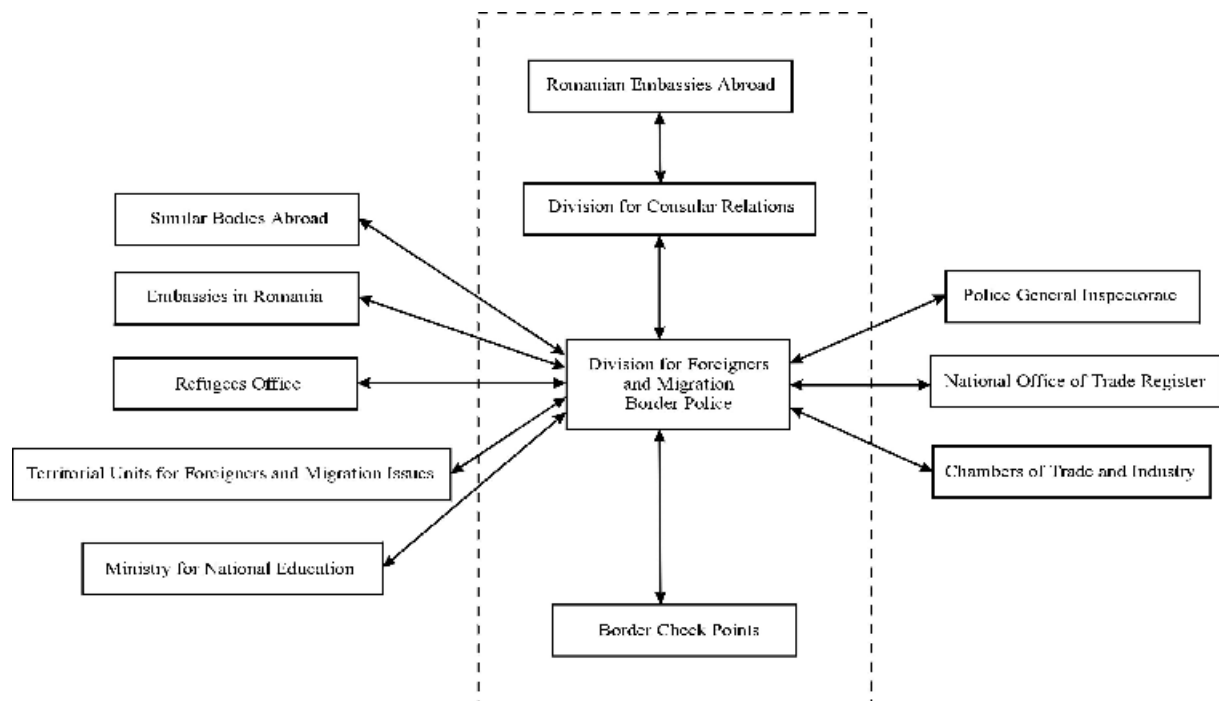 Romanian Embassies Abroad
Division for Consular Relations
Similar Bodies Abroad
Embassies in Romania
Police General Inspectorate
Refugees Office
Division for Foreigners
and Migration
Border Police
National Office of Trade Register
Territorial Units for Foreigners and Migration Issues
Chambers of Trade and Industry
Ministry for National Education
Border Check Points